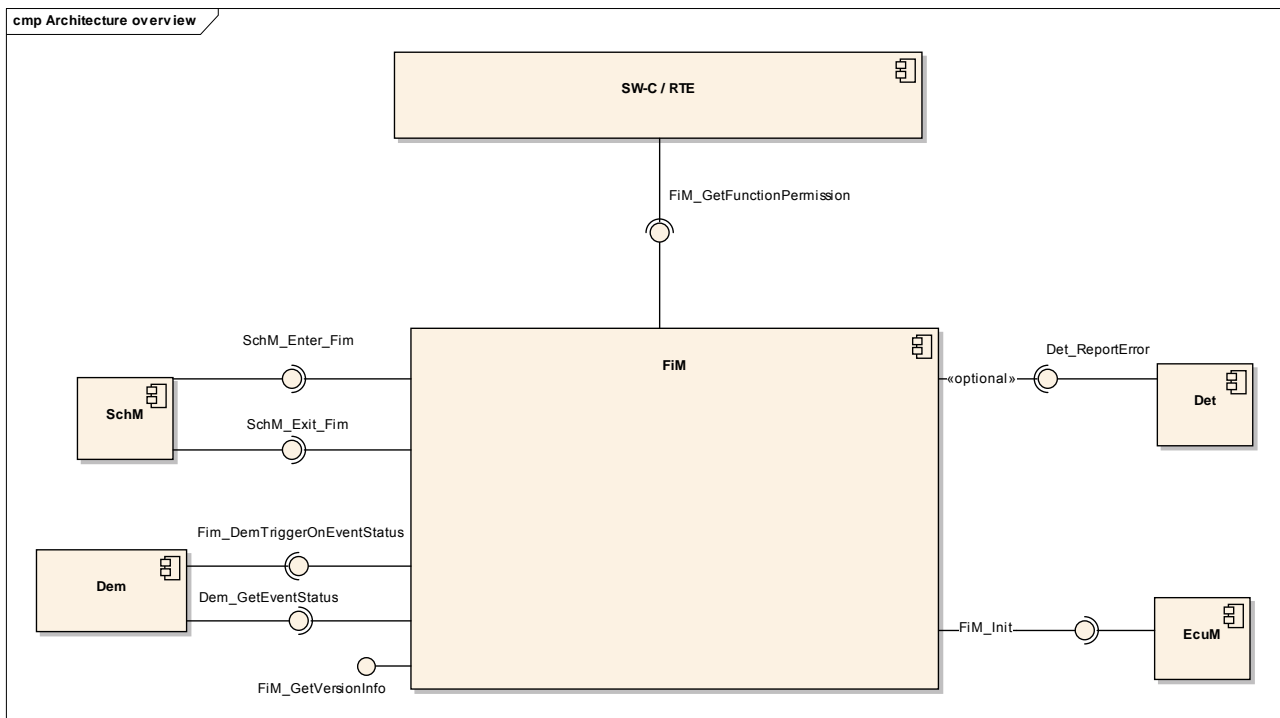 cmp Architecture overview
SW-C / RTE
FiM_GetFunctionPermission
SchM_Enter_Fim
FiM
Det_ReportError
«optional»
SchM
Det
SchM_Exit_Fim
Fim_DemTriggerOnEventStatus
Dem
Dem_GetEventStatus
FiM_Init
EcuM
FiM_GetVersionInfo